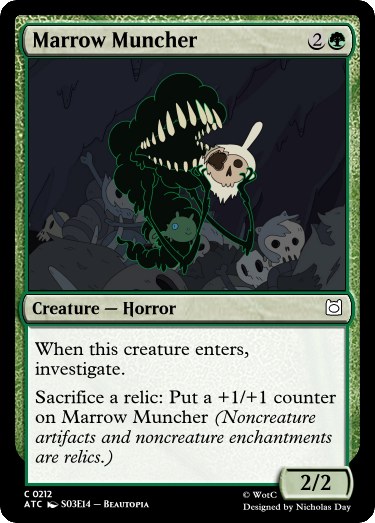 Marrow Muncher 2
Creature — Horror
When this creature enters,
investigate.
Sacrifice a relic: Put a +1/+1 counter
on Marrow Muncher (Noncreature
artifacts and noncreature enchantments
are relics.)
2/2
C 0212
ATC S03E14 – Beautopia
© WotC
Designed by Nicholas Day